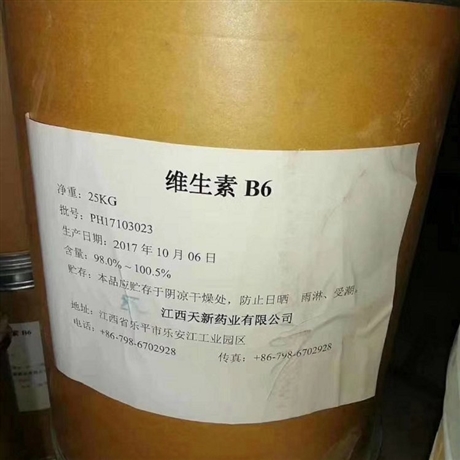 维生素 B6
净重：25KG
批号：PH17103023
生产日期：2017 年 10 月 06 日
含量：98.0%～100.5%
贮存：本品应贮存于阴凉干燥处，防止日晒 雨淋、受潮。
江西天新药业有限公司
地址：江西省乐平市乐安江工业园区
电话：+86-798-6702928 传真：+86-798-6702928
素 B6